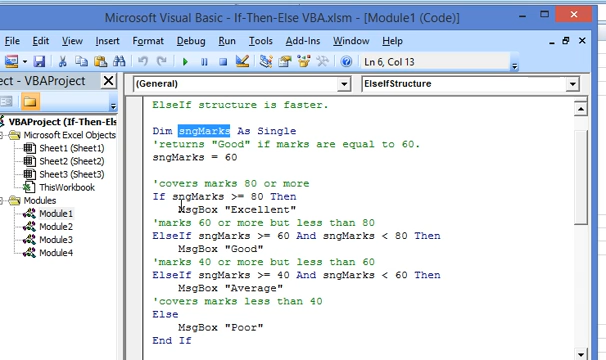 Microsoft Visual Basic - If-Then-Else VBA.xlsm - [Module1 (Code)]
File Edit View Insert Format Debug Run Tools Add-Ins Window Help
Ln 6, Col 13
ect - VBAProject
(General) ElseIfStructure
VBAProject (If-Then-Els
Microsoft Excel Objects
Sheet1 (Sheet1)
Sheet2 (Sheet2)
Sheet3 (Sheet3)
ThisWorkbook
Modules
Module1
Module2
Module3
Module4
ElseIf structure is faster.
Dim sngMarks As Single
'returns "Good" if marks are equal to 60.
sngMarks = 60
'covers marks 80 or more
If sngMarks >= 80 Then
MsgBox "Excellent"
'marks 60 or more but less than 80
ElseIf sngMarks >= 60 And sngMarks < 80 Then
MsgBox "Good"
'marks 40 or more but less than 60
ElseIf sngMarks >= 40 And sngMarks < 60 Then
MsgBox "Average"
'covers marks less than 40
Else
MsgBox "Poor"
End If